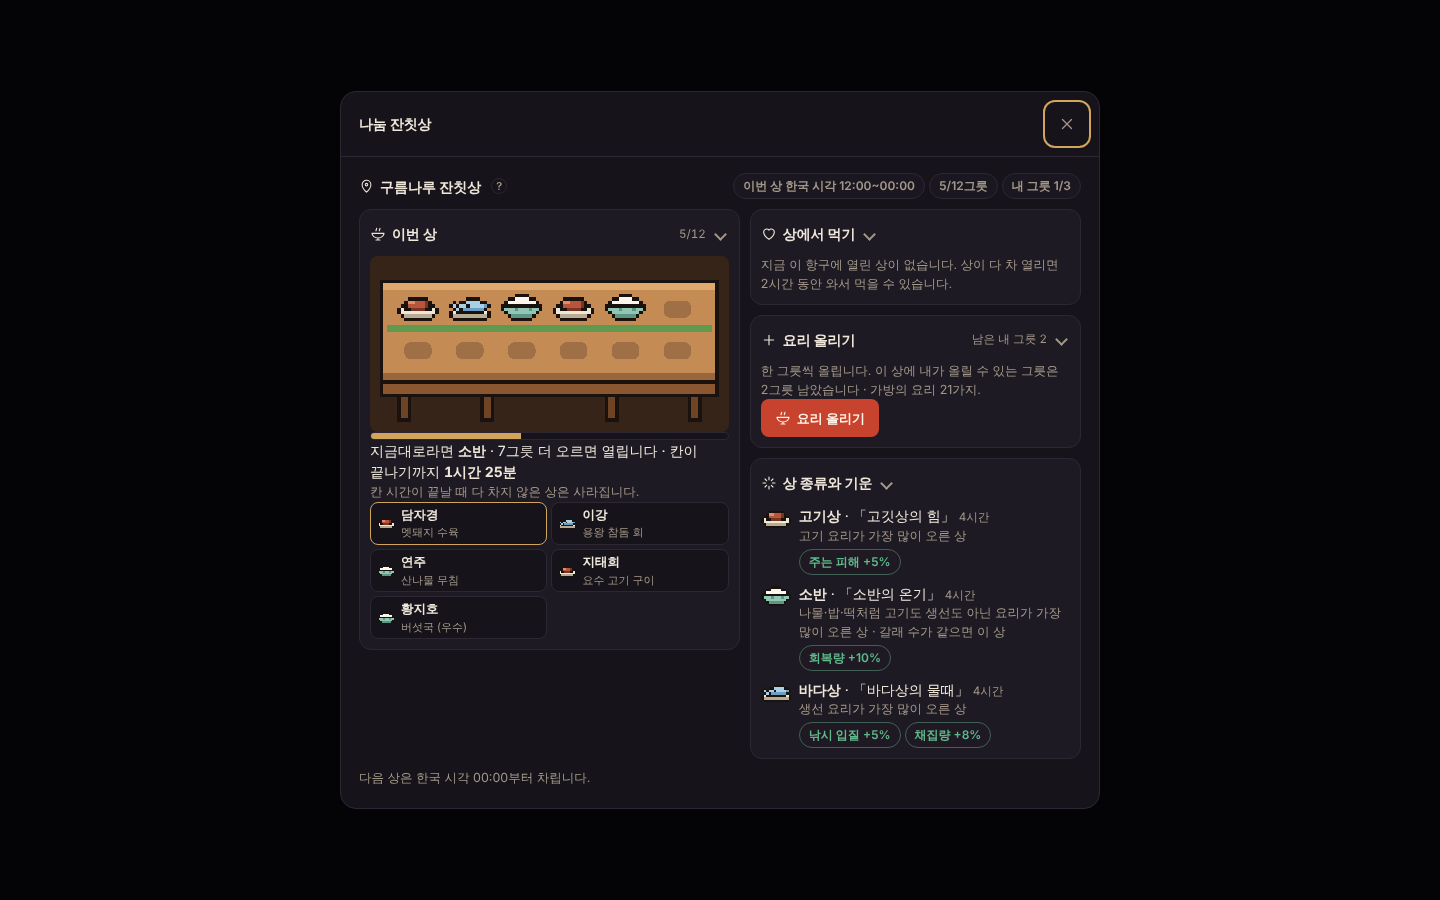 나눔 잔칫상
구름나루 잔칫상 ?
이번 상 한국 시각 12:00~00:00
5/12그릇
내 그릇 1/3
이번 상
5/12
지금대로라면 소반 · 7그릇 더 오르면 열립니다 · 칸이
끝나기까지 1시간 25분
칸 시간이 끝날 때 다 차지 않은 상은 사라집니다.
담자경
멧돼지 수육
이강
용왕 참돔 회
연주
산나물 무침
지태희
요수 고기 구이
황지호
버섯국 (우수)
상에서 먹기
지금 이 항구에 열린 상이 없습니다. 상이 다 차 열리면
2시간 동안 와서 먹을 수 있습니다.
요리 올리기
남은 내 그릇 2
한 그릇씩 올립니다. 이 상에 내가 올릴 수 있는 그릇은
2그릇 남았습니다 · 가방의 요리 21가지.
요리 올리기
상 종류와 기운
고기상 · 「고깃상의 힘」 4시간
고기 요리가 가장 많이 오른 상
주는 피해 +5%
소반 · 「소반의 온기」 4시간
나물·밥·떡처럼 고기도 생선도 아닌 요리가 가장
많이 오른 상 · 갈래 수가 같으면 이 상
회복량 +10%
바다상 · 「바다상의 물때」 4시간
생선 요리가 가장 많이 오른 상
낚시 입질 +5%
채집량 +8%
다음 상은 한국 시각 00:00부터 차립니다.